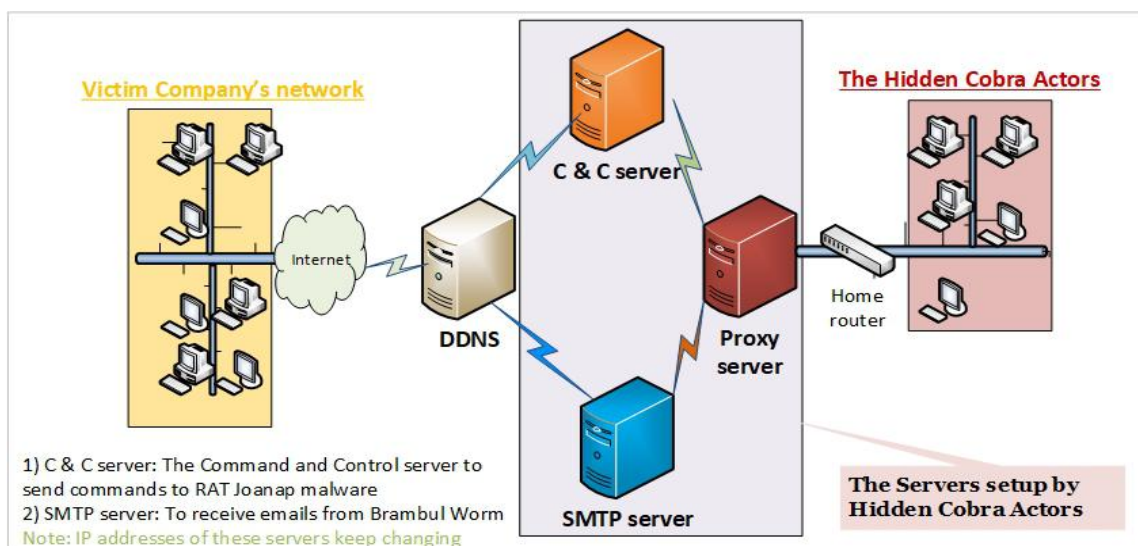 Victim Company's network
The Hidden Cobra Actors
C & C server
Internet
DDNS
Proxy
server
Home
router
SMTP server
1) C & C server: The Command and Control server to
send commands to RAT Joanap malware
2) SMTP server: To receive emails from Brambul Worm
Note: IP addresses of these servers keep changing
The Servers setup by
Hidden Cobra Actors